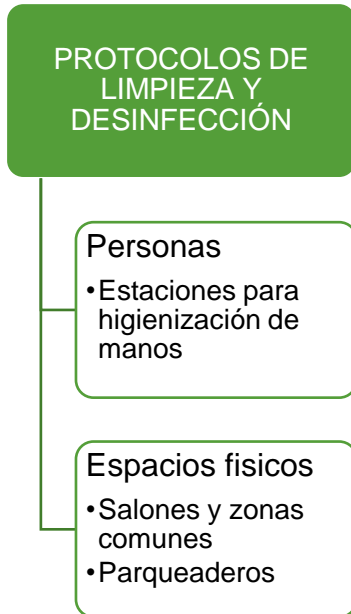 PROTOCOLOS DE
LIMPIEZA Y
DESINFECCIÓN
Personas
•Estaciones para
higienización de
manos
Espacios fisicos
•Salones y zonas
comunes
•Parqueaderos